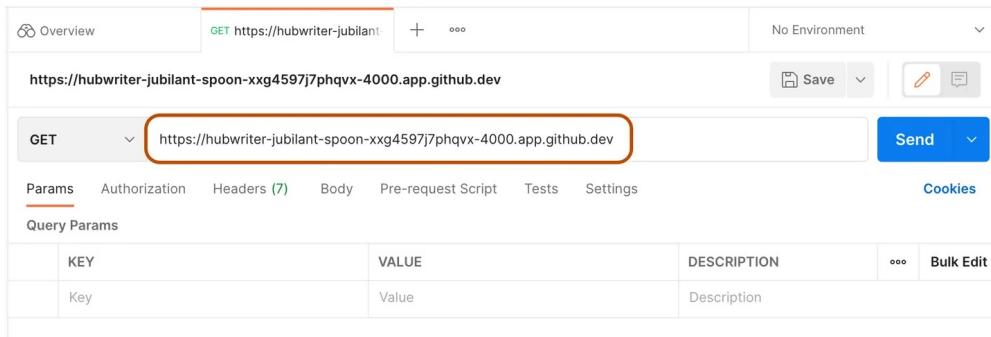 Overview
GET https://hubwriter-jubilant-
No Environment
https://hubwriter-jubilant-spoon-xxg4597j7phqvx-4000.app.github.dev
Save
GET
https://hubwriter-jubilant-spoon-xxg4597j7phqvx-4000.app.github.dev
Send
Params Authorization Headers (7) Body Pre-request Script Tests Settings Cookies
Query Params
KEY VALUE DESCRIPTION Bulk Edit
Key Value Description